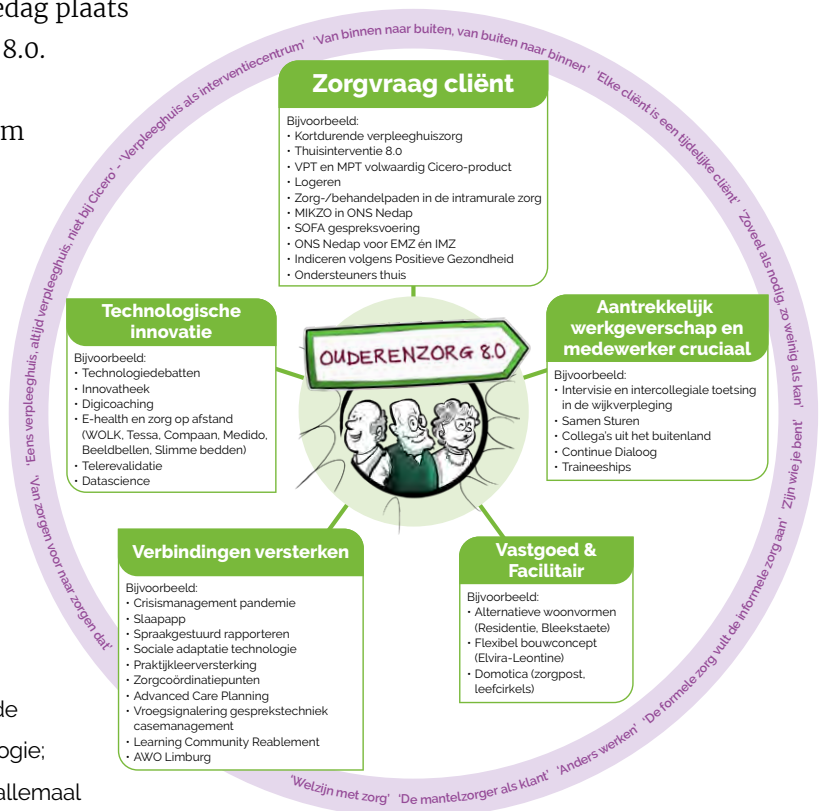 edag plaats
8.0.
m
de
ogie;
allemaal
'Eens verpleeghuis, altijd verpleeghuis, niet bij Cicero' - 'Verpleeghuis als interventiecentrum' 'Van binnen naar buiten, van buiten naar binnen' 'Elke cliënt is een tijdelijke cliënt' 'Zoveel als nodig, zo weinig als kan' 'Zijn wie je bent' 'De formele zorg vult de informele zorg aan' 'Anders werken' 'De mantelzorger als klant' 'Welzijn met zorg' 'Van zorgen voor naar zorgen dat'
Zorgvraag cliënt
Bijvoorbeeld:
• Kortdurende verpleeghuiszorg
• Thuisinterventie 8.0
• VPT en MPT volwaardig Cicero-product
• Logeren
• Zorg-/behandelpaden in de intramurale zorg
• MIKZO in ONS Nedap
• SOFA gespreksvoering
• ONS Nedap voor EMZ én IMZ
• Indiceren volgens Positieve Gezondheid
• Ondersteuners thuis
Technologische
innovatie
Bijvoorbeeld:
• Technologiedebatten
• Innovatheek
• Digicoaching
• E-health en zorg op afstand
(WOLK, Tessa, Compaan, Medido,
Beeldbellen, Slimme bedden)
• Telerevalidatie
• Datascience
OUDERENZORG 8.0
Aantrekkelijk
werkgeverschap en
medewerker cruciaal
Bijvoorbeeld:
• Intervisie en intercollegiale toetsing
in de wijkverpleging
• Samen Sturen
• Collega's uit het buitenland
• Continue Dialoog
• Traineeships
Verbindingen versterken
Bijvoorbeeld:
• Crisismanagement pandemie
• Slaapapp
• Spraakgestuurd rapporteren
• Sociale adaptatie technologie
• Praktijkleerversterking
• Zorgcoördinatiepunten
• Advanced Care Planning
• Vroegsignalering gesprekstechniek
casemanagement
• Learning Community Reablement
• AWO Limburg
Vastgoed &
Facilitair
Bijvoorbeeld:
• Alternatieve woonvormen
(Residentie, Bleekstaete)
• Flexibel bouwconcept
(Elvira-Leontine)
• Domotica (zorgpost,
leefcirkels)